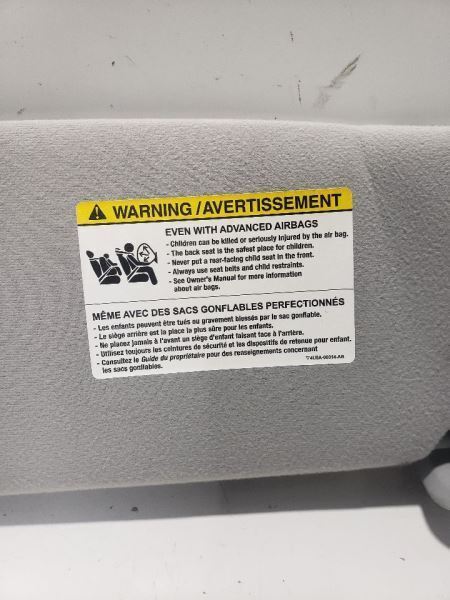 WARNING / AVERTISSEMENT
EVEN WITH ADVANCED AIRBAGS
- Children can be killed or seriously injured by the air bag.
- The back seat is the safest place for children.
- Never put a rear-facing child seat in the front.
- Always use seat belts and child restraints.
- See Owner's Manual for more information
about air bags.
MÊME AVEC DES SACS GONFLABLES PERFECTIONNÉS
- Les enfants peuvent être tués ou gravement blessés par le sac gonflable.
- Le siège arrière est la place la plus sûre pour les enfants.
- Ne placez jamais à l'avant un siège d'enfant faisant face à l'arrière.
- Utilisez toujours les ceintures de sécurité et les dispositifs de retenue pour enfant.
- Consultez le Guide du propriétaire pour des renseignements concernant
les sacs gonflables.